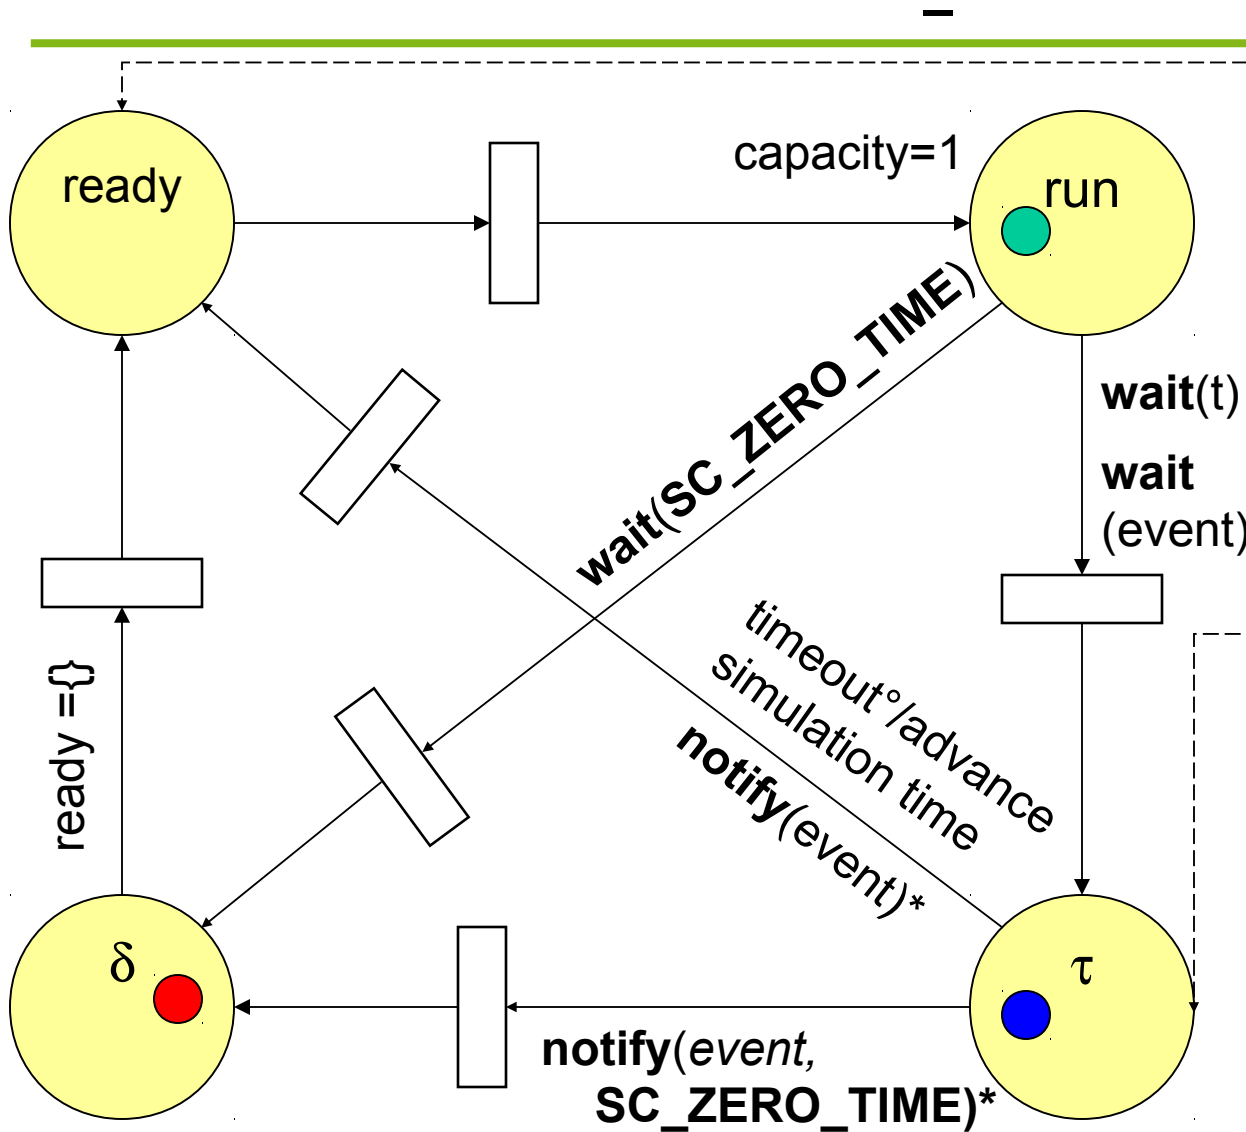 capacity=1
ready
run
wait(SC_ZERO_TIME)
wait(t)
wait
(event)
timeout°/advance
simulation time
notify(event)*
ready ={}
δ
τ
notify(event,
SC_ZERO_TIME)*